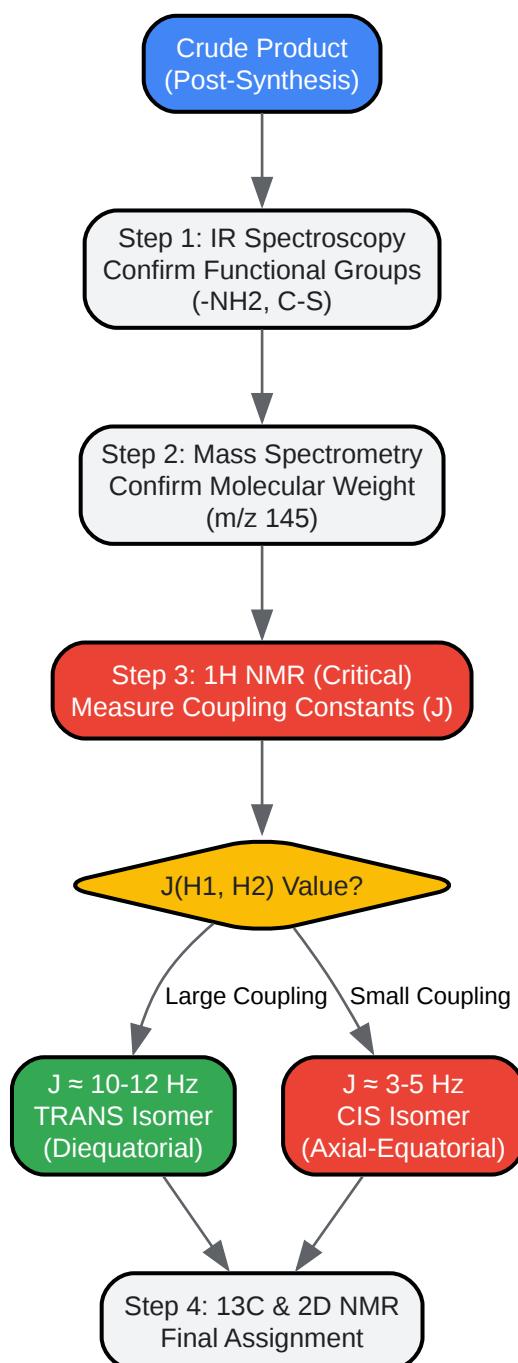 Crude Product
(Post-Synthesis)
Step 1: IR Spectroscopy
Confirm Functional Groups
(-NH2, C-S)
Step 2: Mass Spectrometry
Confirm Molecular Weight
(m/z 145)
Step 3: 1H NMR (Critical)
Measure Coupling Constants (J)
J(H1, H2) Value?
Large Coupling
Small Coupling
J ≈ 10-12 Hz
TRANS Isomer
(Diequatorial)
J ≈ 3-5 Hz
CIS Isomer
(Axial-Equatorial)
Step 4: 13C & 2D NMR
Final Assignment